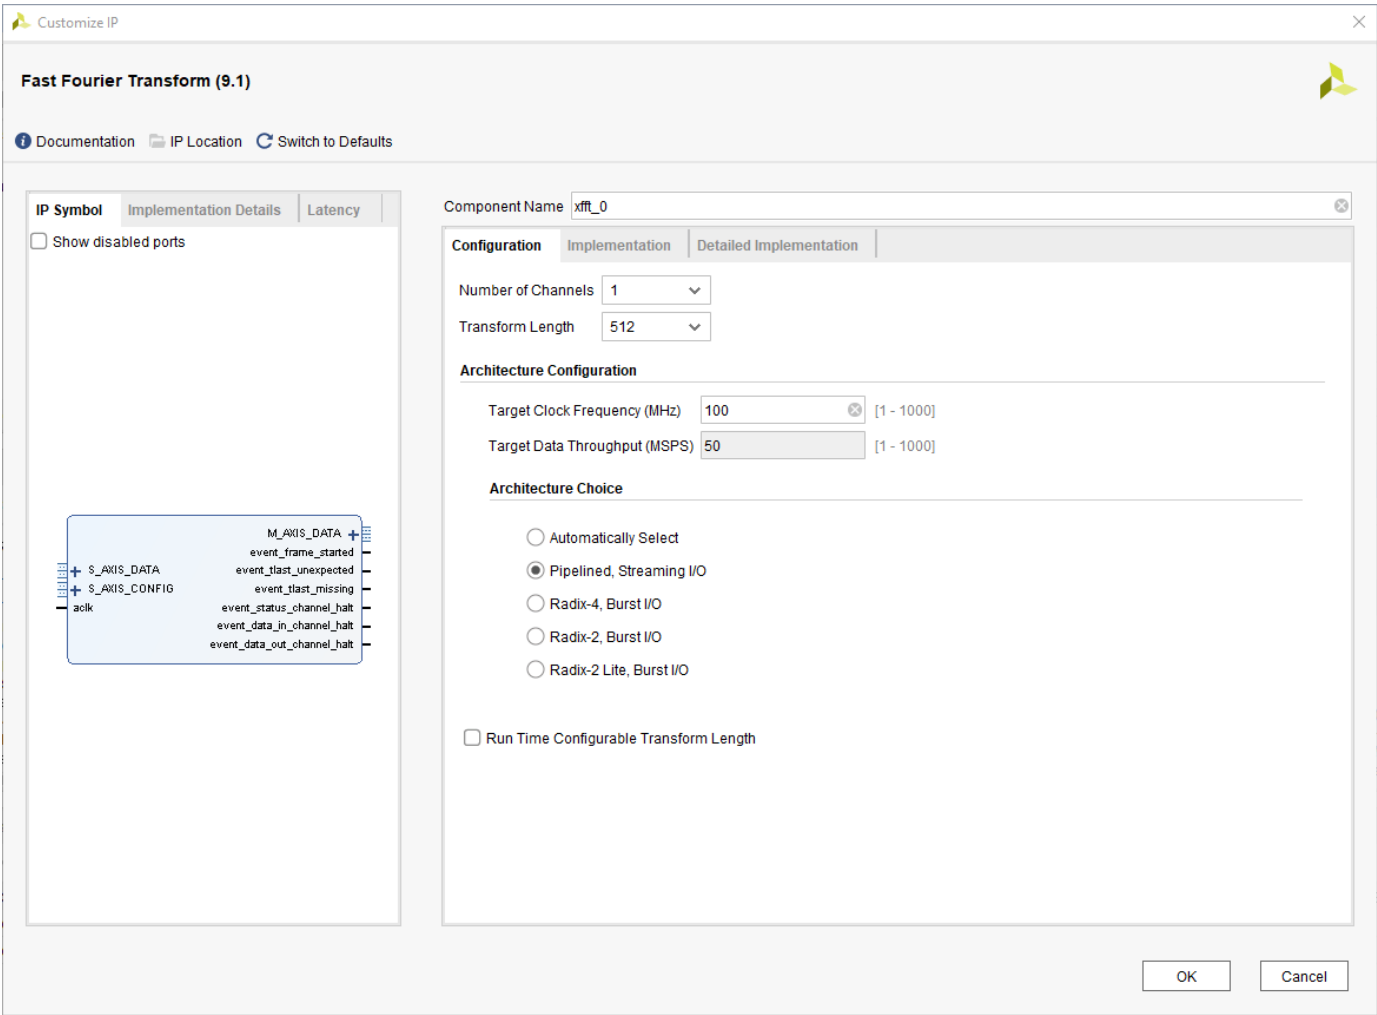 Customize IP
Fast Fourier Transform (9.1)
Documentation IP Location Switch to Defaults
IP Symbol Implementation Details Latency
Show disabled ports
M_AXIS_DATA
event_frame_started
S_AXIS_DATA event_tlast_unexpected
S_AXIS_CONFIG event_tlast_missing
aclk event_status_channel_halt
event_data_in_channel_halt
event_data_out_channel_halt
Component Name xfft_0
Configuration Implementation Detailed Implementation
Number of Channels 1
Transform Length 512
Architecture Configuration
Target Clock Frequency (MHz) 100 [1 - 1000]
Target Data Throughput (MSPS) 50 [1 - 1000]
Architecture Choice
Automatically Select
Pipelined, Streaming I/O
Radix-4, Burst I/O
Radix-2, Burst I/O
Radix-2 Lite, Burst I/O
Run Time Configurable Transform Length
OK Cancel